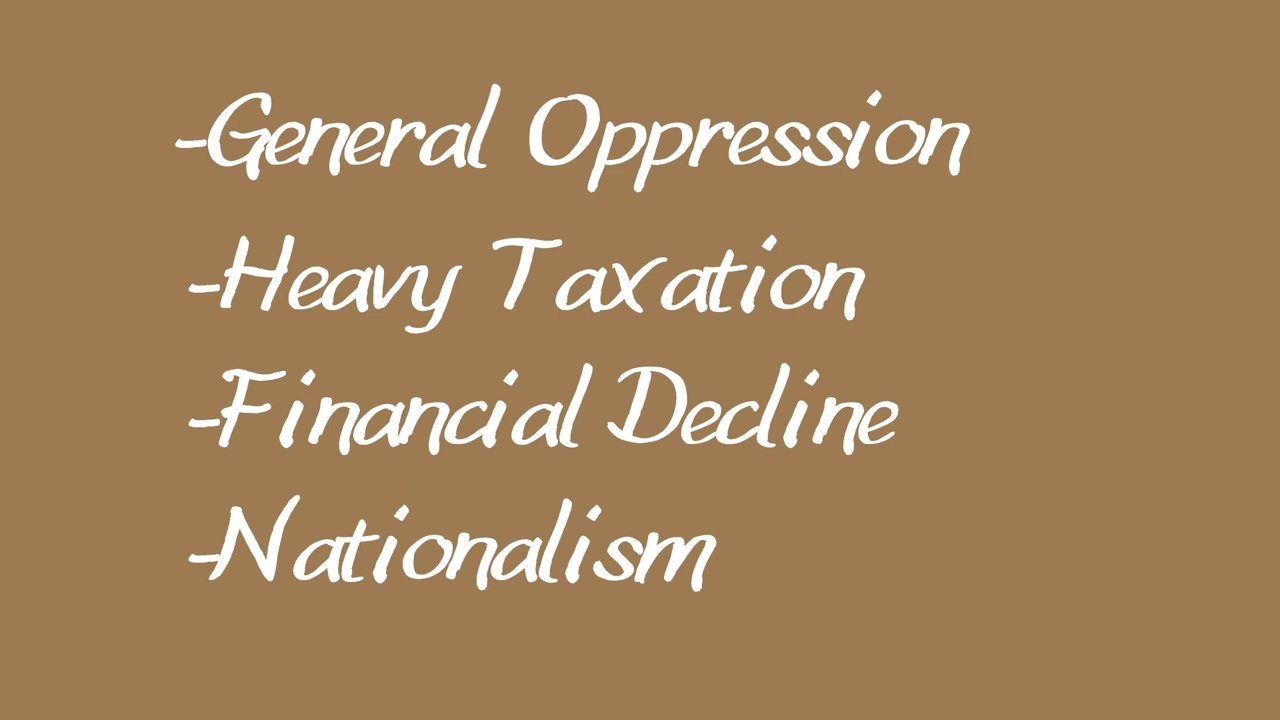 -General Oppression
-Heavy Taxation
-Financial Decline
-Nationalism